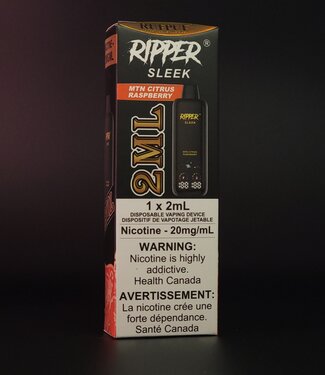 RIPPER®
SLEEK
MTN CITRUS
RASPBERRY
2ML
RIPPER
SLEEK
1 x 2mL
DISPOSABLE VAPING DEVICE
DISPOSITIF DE VAPOTAGE JETABLE
Nicotine - 20mg/mL
WARNING:
Nicotine is highly
addictive.
Health Canada
AVERTISSEMENT:
La nicotine crée une
forte dépendance.
Santé Canada